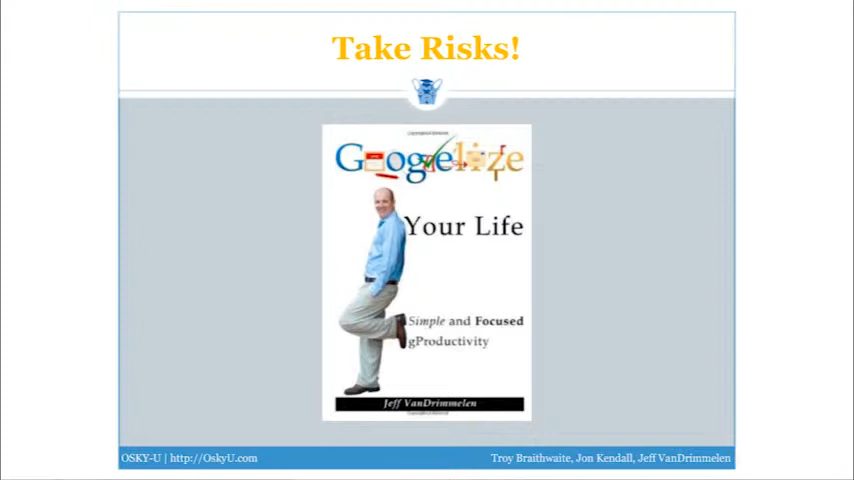 Take Risks!
Googlelize
Your Life
Simple and Focused
gProductivity
Jeff VanDrimmelen
OSKY-U | http://OskyU.com
Troy Braithwaite, Jon Kendall, Jeff VanDrimmelen